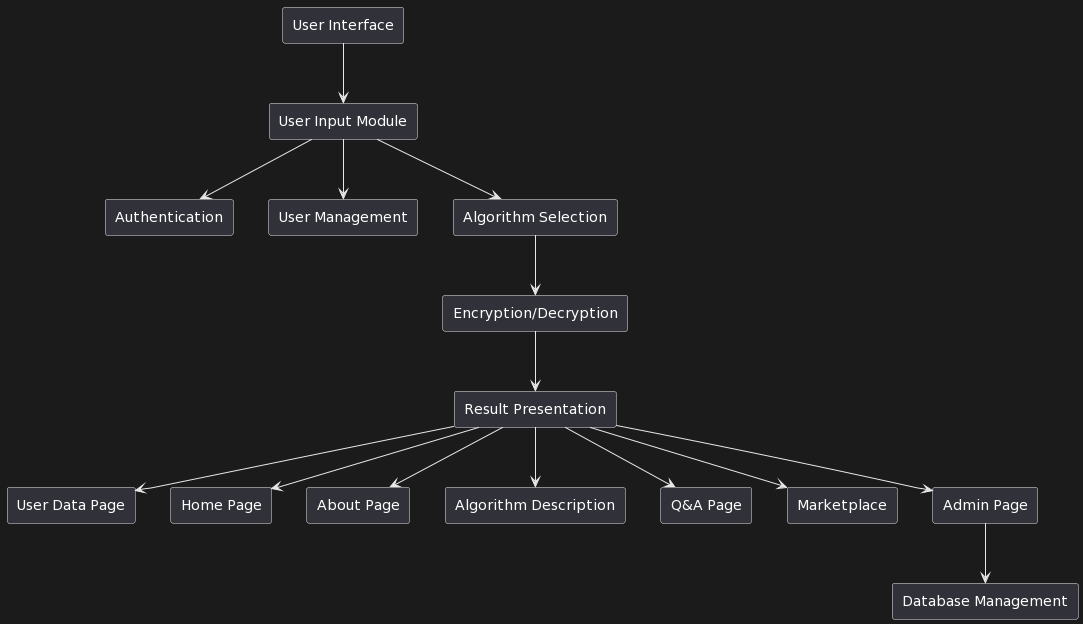 User Interface
User Input Module
Authentication
User Management
Algorithm Selection
Encryption/Decryption
Result Presentation
User Data Page
Home Page
About Page
Algorithm Description
Q&A Page
Marketplace
Admin Page
Database Management